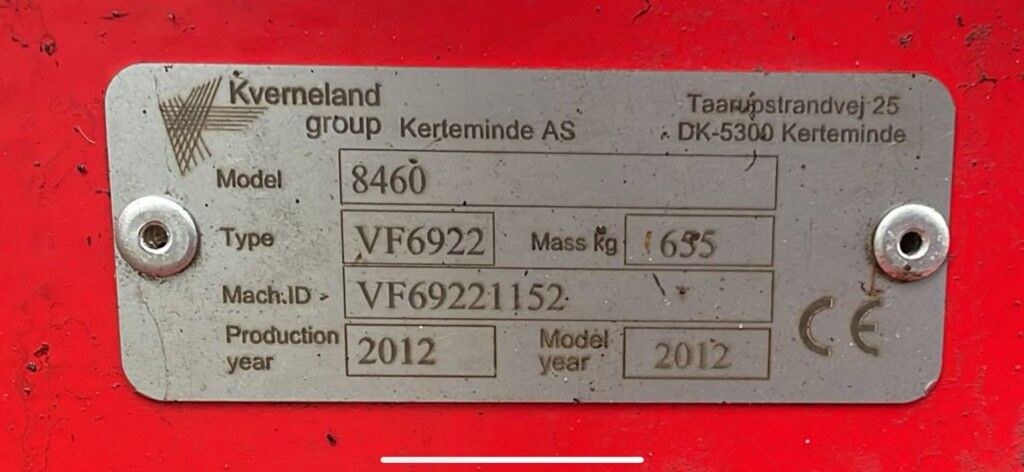 Kverneland
group Kerteminde AS
Taarupstrandvej 25
DK-5300 Kerteminde
Model 8460
Type VF6922 Mass kg 655
Mach.ID VF69221152
Production year 2012 Model year 2012
CE